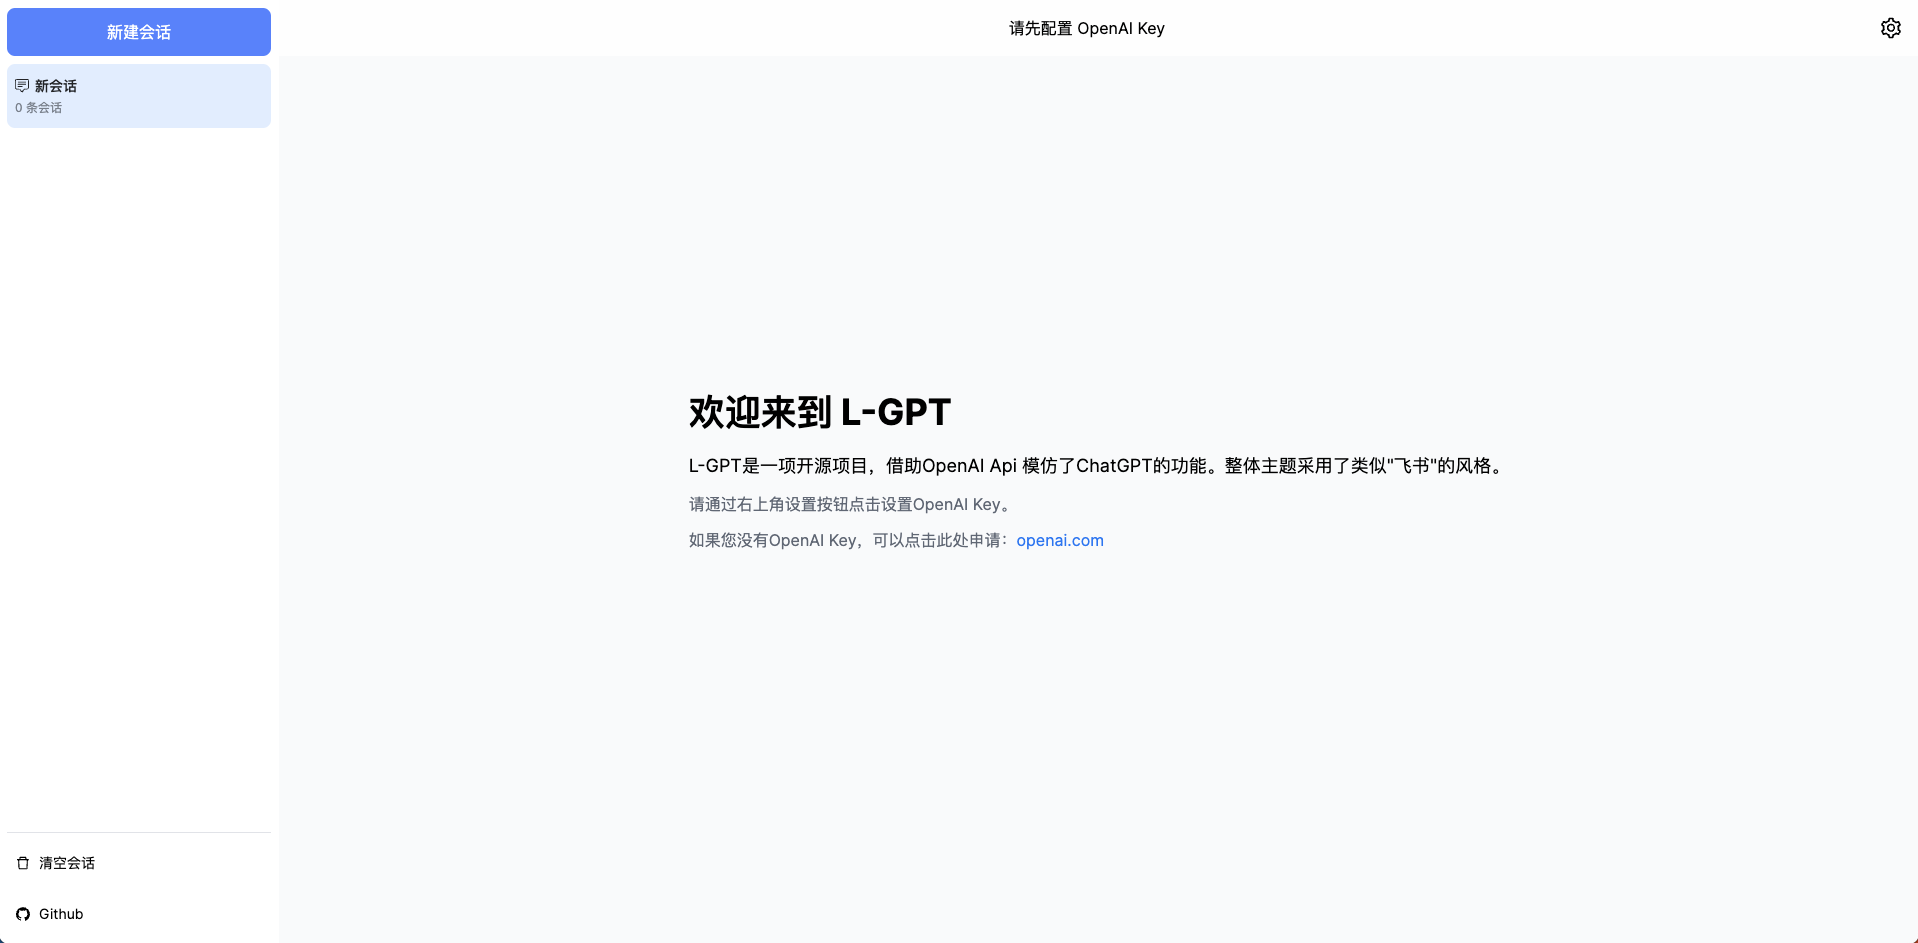 新建会话
请先配置 OpenAI Key
新会话
0 条会话
欢迎来到 L-GPT
L-GPT是一项开源项目，借助OpenAI Api 模仿了ChatGPT的功能。整体主题采用了类似"飞书"的风格。
请通过右上角设置按钮点击设置OpenAI Key。
如果您没有OpenAI Key，可以点击此处申请：openai.com
清空会话
Github